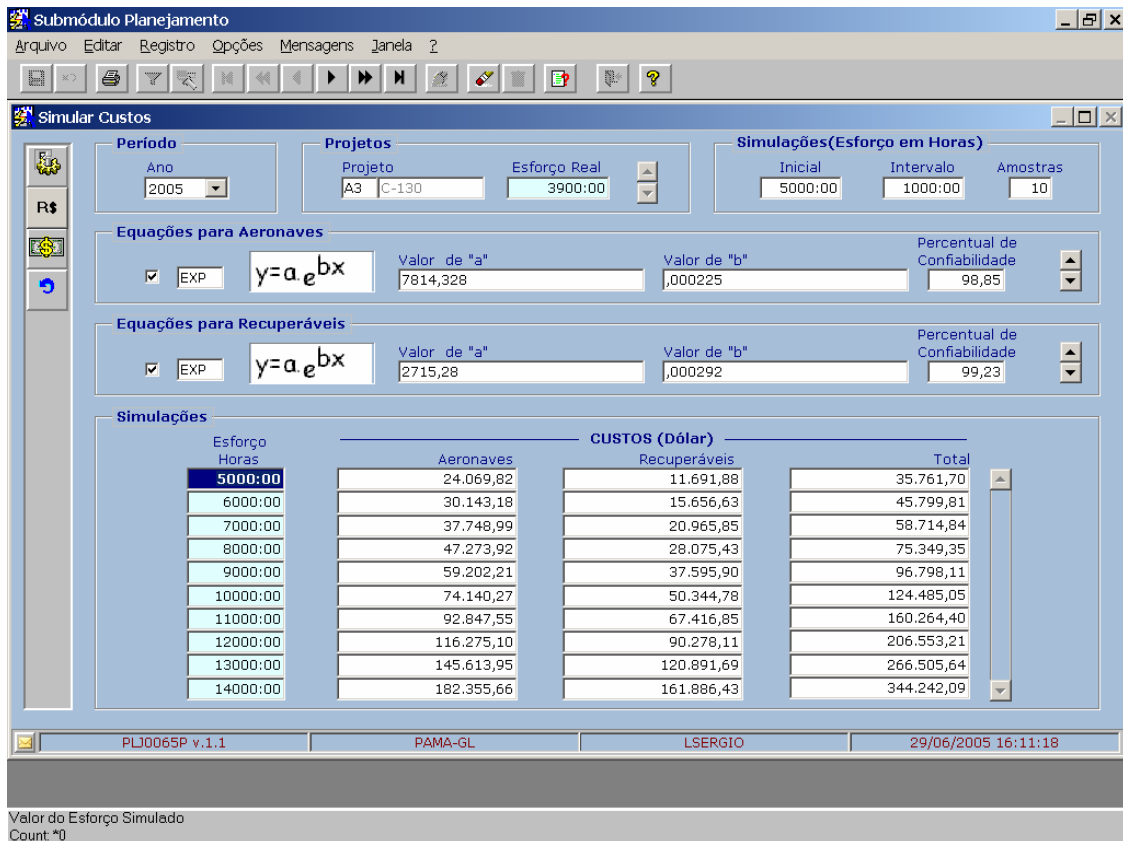 Submódulo Planejamento
Arquivo Editar Registro Opções Mensagens Janela ?
Simular Custos
Período Projetos Simulações(Esforço em Horas)
Ano Projeto Esforço Real Inicial Intervalo Amostras
2005 A3 C-130 3900:00 5000:00 1000:00 10
R$
Equações para Aeronaves
Valor de "a" Valor de "b" Percentual de Confiabilidade
EXP y=a.e^bx 7814,328 ,000225 98,85
Equações para Recuperáveis
Valor de "a" Valor de "b" Percentual de Confiabilidade
EXP y=a.e^bx 2715,28 ,000292 99,23
Simulações
Esforço Horas CUSTOS (Dólar)
Aeronaves Recuperáveis Total
5000:00 24.069,82 11.691,88 35.761,70
6000:00 30.143,18 15.656,63 45.799,81
7000:00 37.748,99 20.965,85 58.714,84
8000:00 47.273,92 28.075,43 75.349,35
9000:00 59.202,21 37.595,90 96.798,11
10000:00 74.140,27 50.344,78 124.485,05
11000:00 92.847,55 67.416,85 160.264,40
12000:00 116.275,10 90.278,11 206.553,21
13000:00 145.613,95 120.891,69 266.505,64
14000:00 182.355,66 161.886,43 344.242,09
PLJ0065P v.1.1 PAMA-GL LSERGIO 29/06/2005 16:11:18
Valor do Esforço Simulado
Count: *0